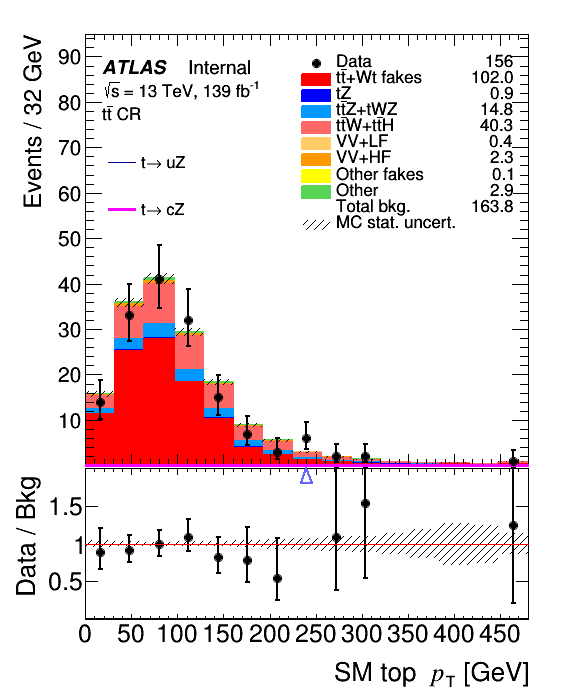 ATLAS Internal
√s = 13 TeV, 139 fb⁻¹
tt̄ CR
t→ uZ
t→ cZ
Data 156
tt̄+Wt fakes 102.0
tZ 0.9
tt̄Z+tWZ 14.8
tt̄W+tt̄H 40.3
VV+LF 0.4
VV+HF 2.3
Other fakes 0.1
Other 2.9
Total bkg. 163.8
MC stat. uncert.
Events / 32 GeV
90
80
70
60
50
40
30
20
10
Data / Bkg
1.5
1
0.5
0 50 100 150 200 250 300 350 400 450
SM top p_T [GeV]